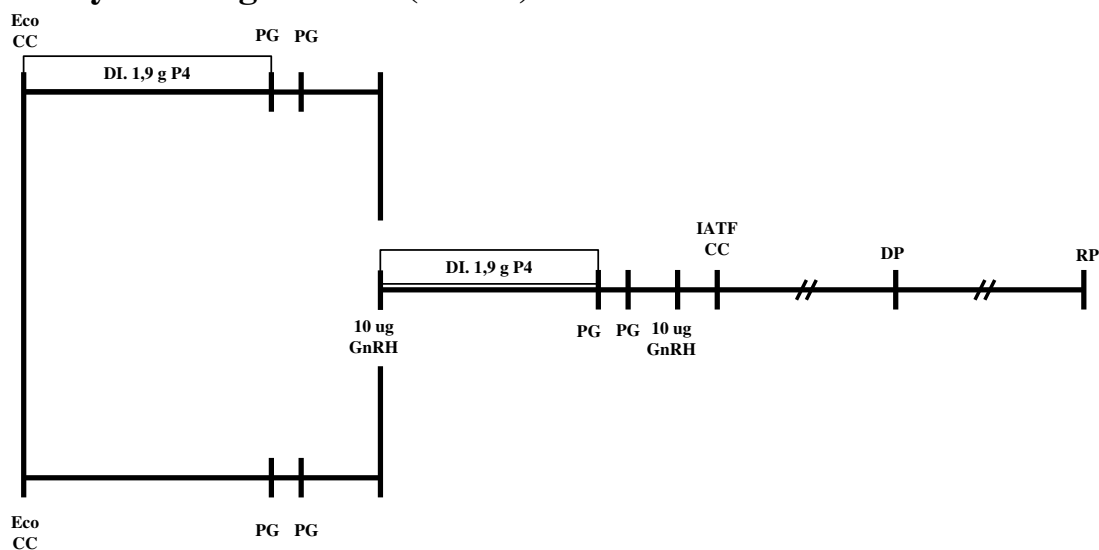 Eco
CC
PG PG
DI. 1,9 g P4
IATF
CC
DI. 1,9 g P4
DP
RP
10 ug
GnRH
PG PG
10 ug
GnRH
Eco
CC
PG PG